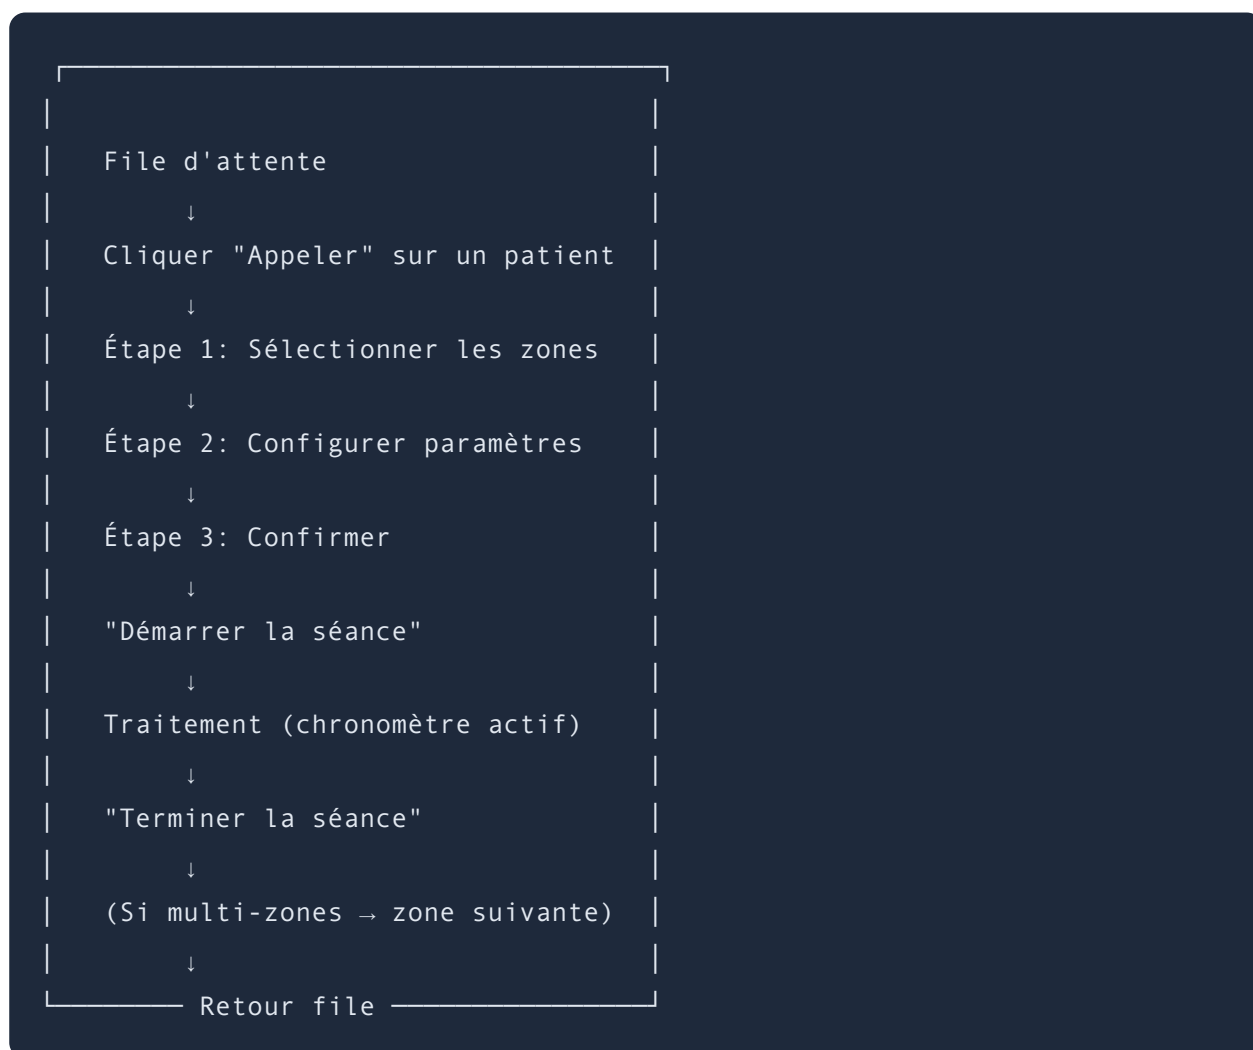 File d'attente
↓
Cliquer "Appeler" sur un patient
↓
Étape 1: Sélectionner les zones
↓
Étape 2: Configurer paramètres
↓
Étape 3: Confirmer
↓
"Démarrer la séance"
↓
Traitement (chronomètre actif)
↓
"Terminer la séance"
↓
(Si multi-zones → zone suivante)
↓
Retour file